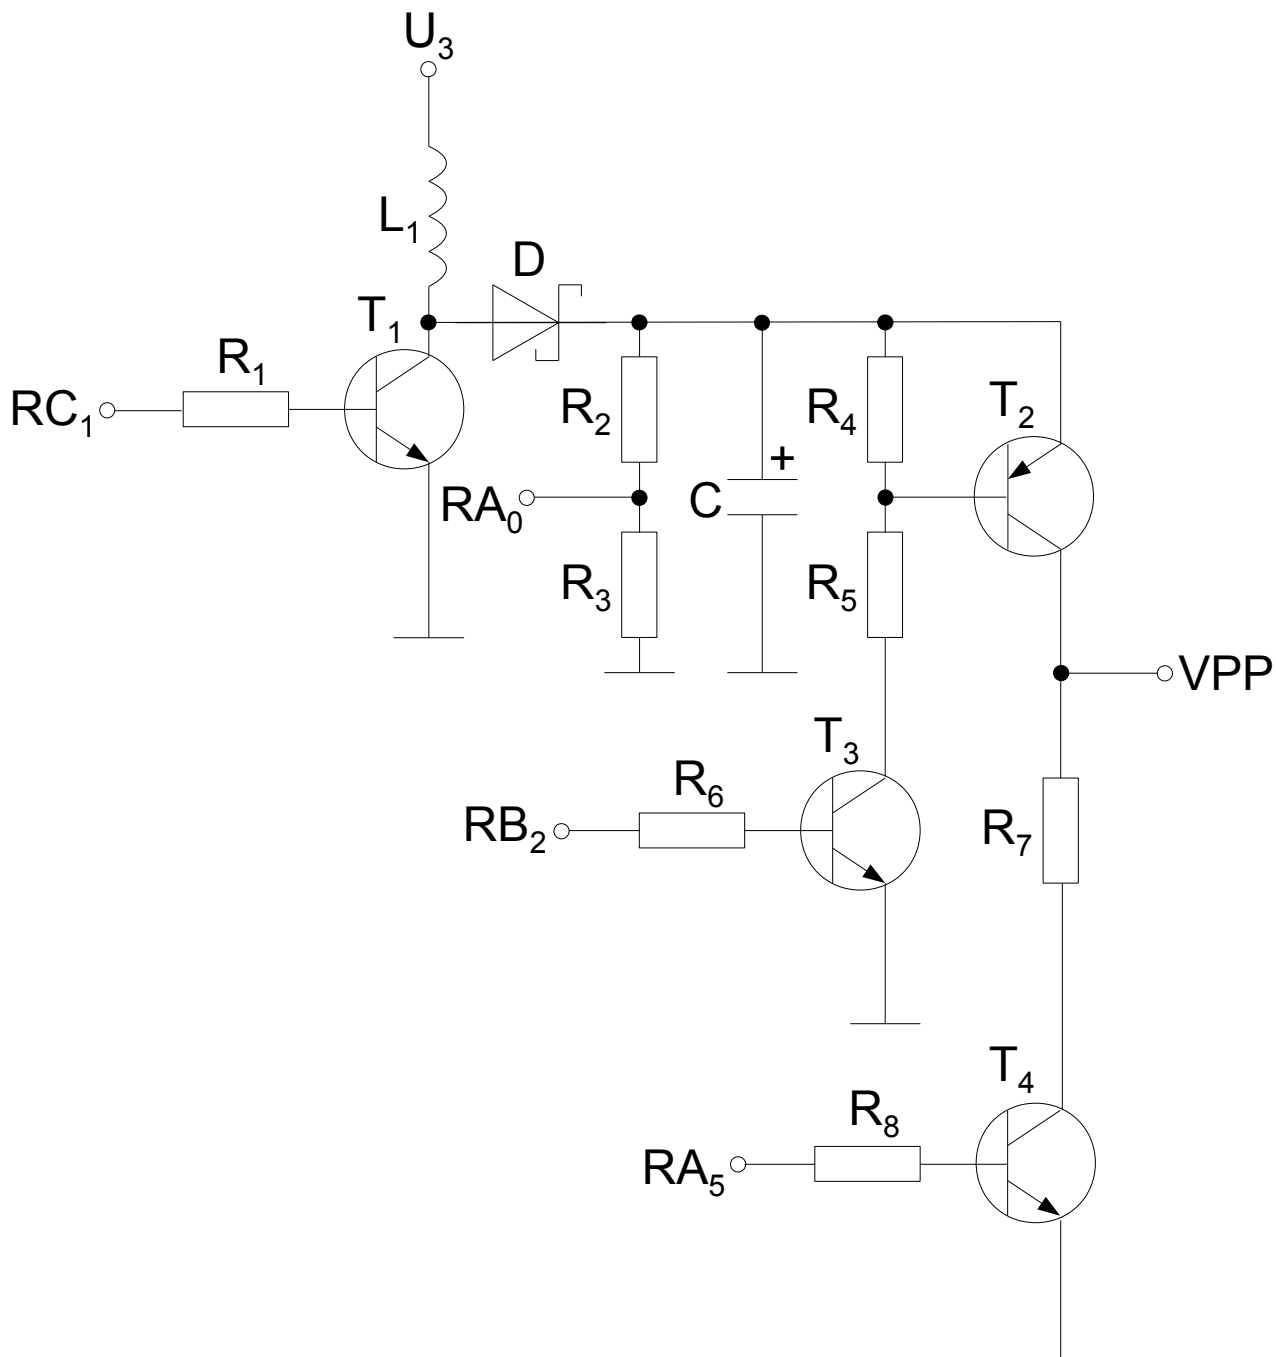 U₃
L₁
D
T₁
R₁
RC₁
R₂
R₄
T₂
+
RA₀
C
R₃
R₅
VPP
T₃
R₆
RB₂
R₇
T₄
R₈
RA₅